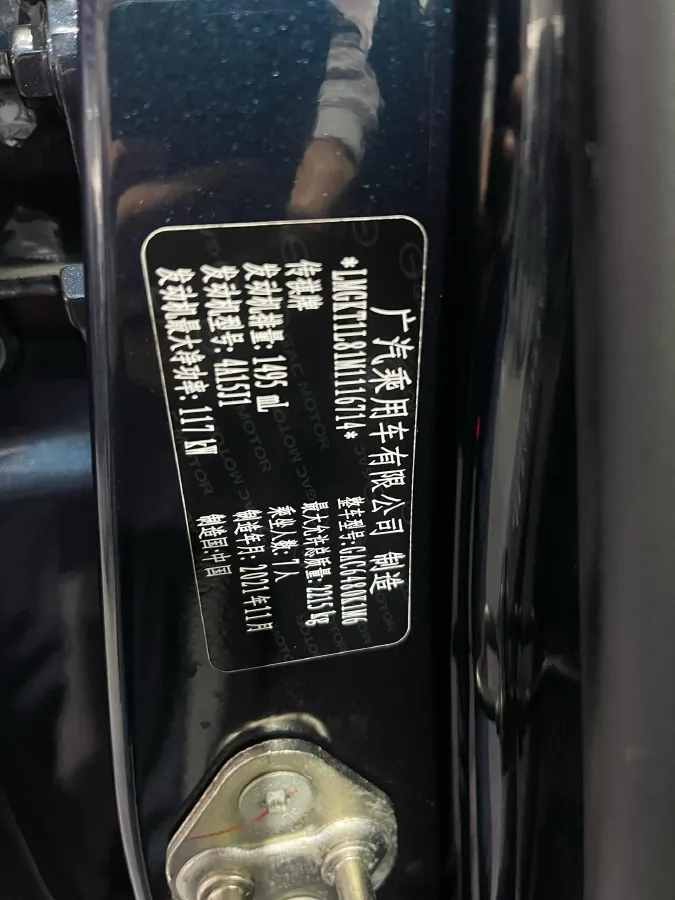 广汽乘用车有限公司 制造
*LMGKT1L81N1116714*
整车型号:GAC6480K1M6
传祺牌
最大允许总质量:2215 kg
发动机排量:1495 mL
乘坐人数:7人
发动机型号:4A15J1
制造年月:2021年11月
发动机最大净功率:117 kW
制造国:中国